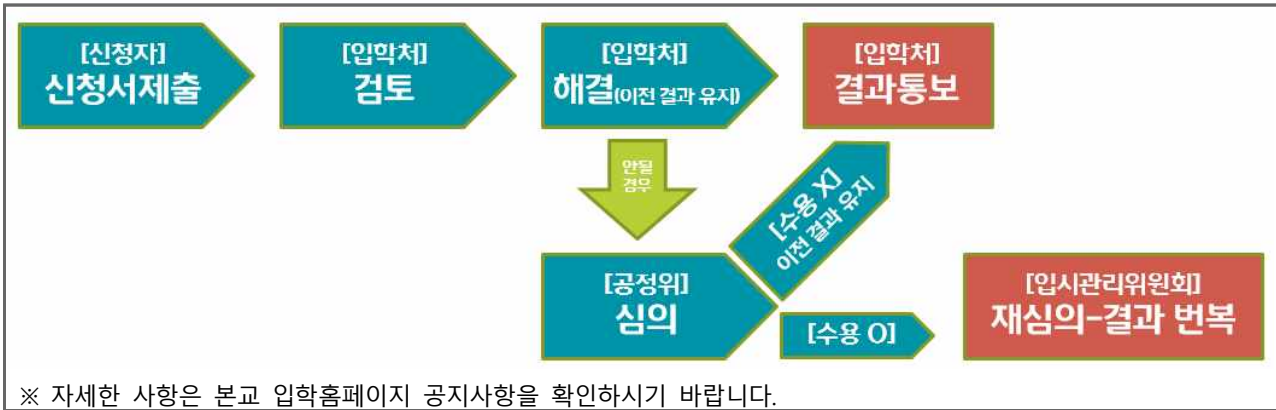 [신청자]
신청서제출
[입학처]
검토
[입학처]
해결(이전 결과 유지)
[입학처]
결과통보
안될
경우
[수용 X]
이전 결과 유지
[공정위]
심의
[수용 O]
[입시관리위원회]
재심의-결과 번복
※ 자세한 사항은 본교 입학홈페이지 공지사항을 확인하시기 바랍니다.